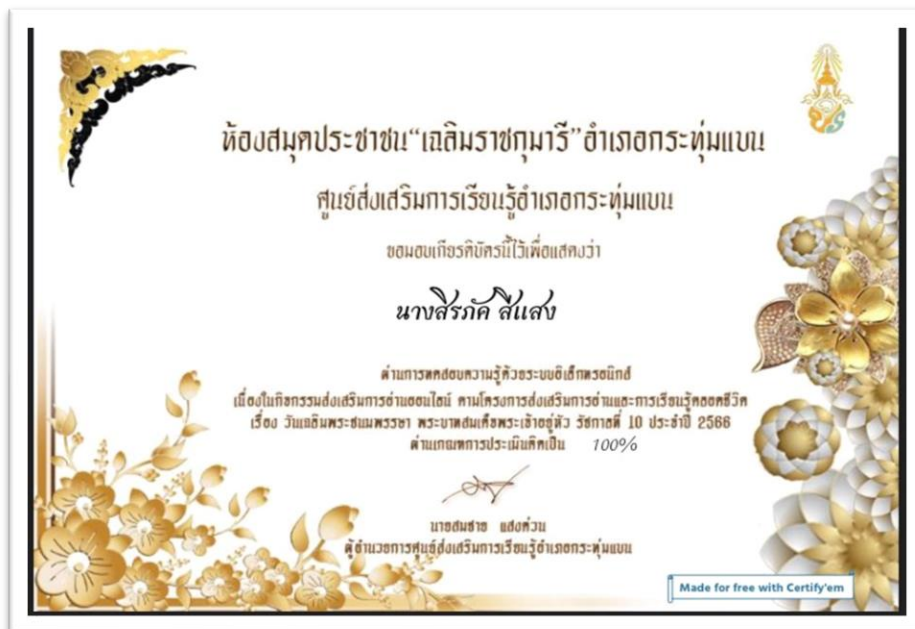 ห้องสมุดประชาชน“เฉลิมราชกุมารี”อำเภอกระทุ่มแบน
ศูนย์ส่งเสริมการเรียนรู้อำเภอกระทุ่มแบน
ขอมอบเกียรติบัตรนี้ไว้เพื่อแสดงว่า
นางสิรภัค สีแสง
ผ่านการทดสอบความรู้ด้วยระบบอิเล็กทรอนิกส์
เนื่องในกิจกรรมส่งเสริมการอ่านออนไลน์ ตามโครงการส่งเสริมการอ่านและการเรียนรู้ตลอดชีวิต
เรื่อง วันเฉลิมพระชนมพรรษา พระบาทสมเด็จพระเจ้าอยู่หัว รัชกาลที่ 10 ประจำปี 2566
ผ่านเกณฑการประเมินคิดเป็น 100%
นายสมชาย แสงด่วน
ผู้อำนวยการศูนย์ส่งเสริมการเรียนรู้อำเภอกระทุ่มแบน
Made for free with Certify'em